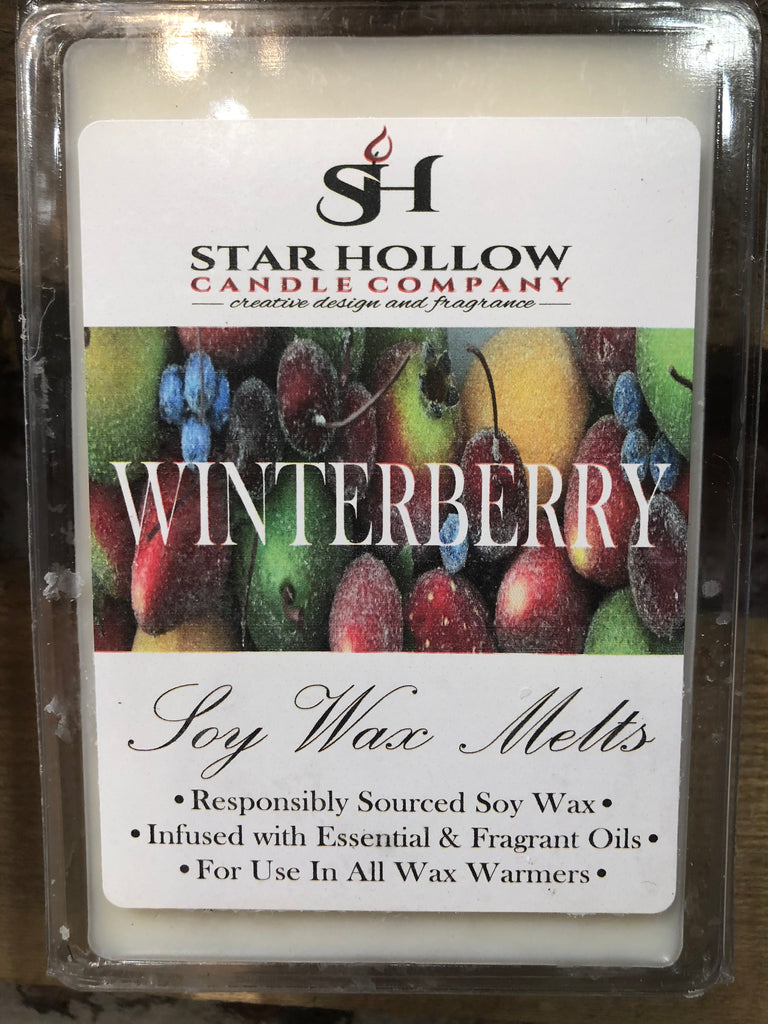 SH
STAR HOLLOW
CANDLE COMPANY
creative design and fragrance
WINTERBERRY
Soy Wax Melts
• Responsibly Sourced Soy Wax •
• Infused with Essential & Fragrant Oils •
• For Use In All Wax Warmers •